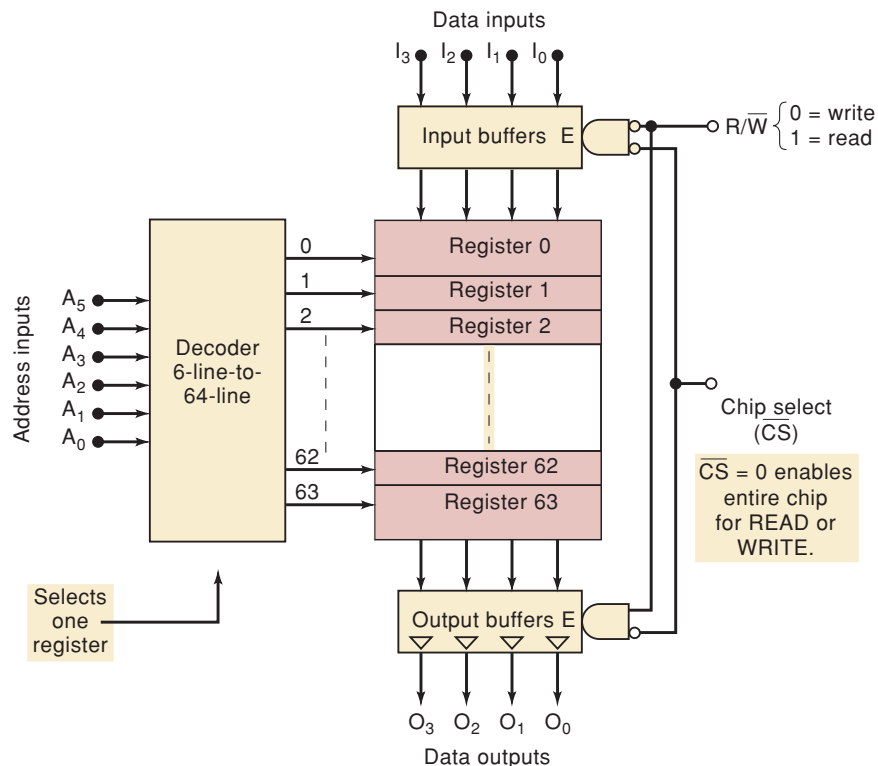 Data inputs
I₃ I₂ I₁ I₀
Input buffers E
R/W̅ { 0 = write
1 = read
0
Register 0
1
Register 1
2
Register 2
Address inputs
A₅
A₄
A₃
A₂
A₁
A₀
Decoder
6-line-to-
64-line
Chip select
(C̅S̅)
C̅S̅ = 0 enables
entire chip
for READ or
WRITE.
62
Register 62
63
Register 63
Selects
one
register
Output buffers E
O₃ O₂ O₁ O₀
Data outputs